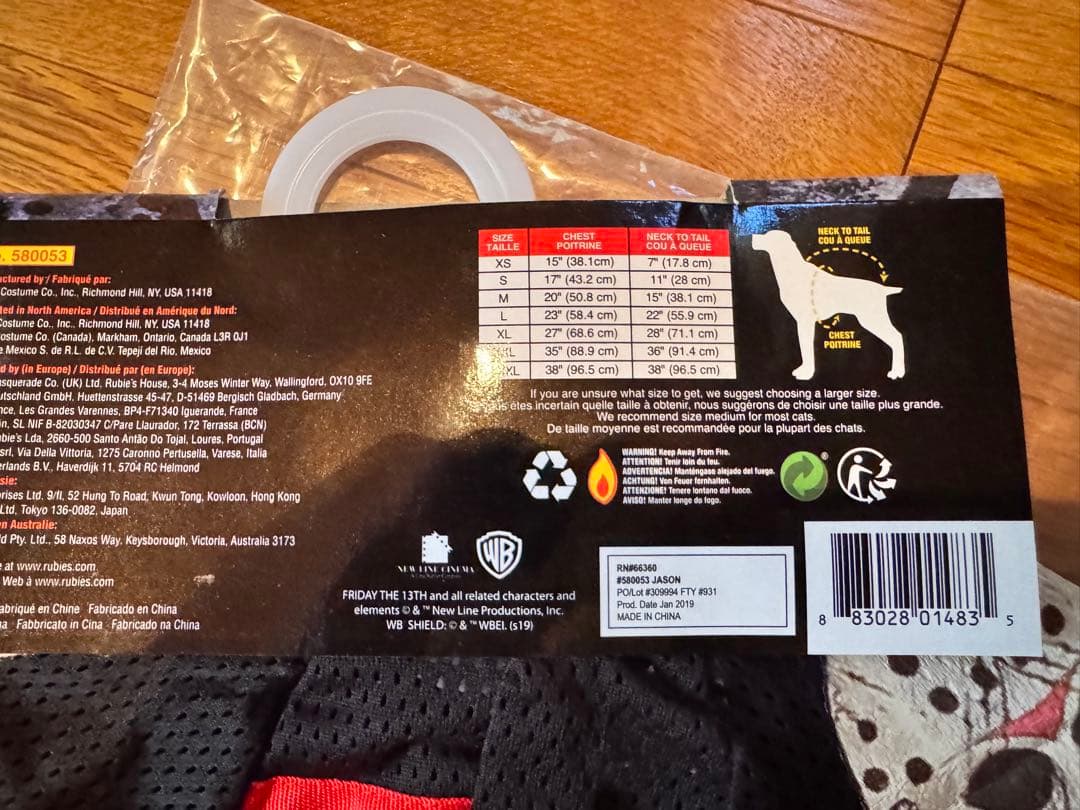 . 580053
ctured by / Fabriqué par:
Costume Co., Inc., Richmond Hill, NY, USA 11418
ted in North America / Distribué en Amérique du Nord:
Costume Co., Inc., Richmond Hill, NY, USA 11418
ostume Co. (Canada), Markham, Ontario, Canada L3R 0J1
e Mexico S. de R.L. de C.V. Tepeji del Rio, Mexico
d by (in Europe) / Distribué par (en Europe):
squerade Co. (UK) Ltd, Rubie's House, 3-4 Moses Winter Way, Wallingford, OX10 9FE
utschland GmbH, Huettenstrasse 45-47, D-51469 Bergisch Gladbach, Germany
nce, Les Grandes Varennes, BP4-F71340 Iguerande, France
in, SL NIF B-82030347 C/Pare Llaurador, 172 Terrassa (BCN)
bie's Lda, 2660-500 Santo Antão Do Tojal, Loures, Portugal
srl, Via Della Vittoria, 1275 Caronno Pertusella, Varese, Italia
erlands B.V., Haverdijk 11, 5704 RC Helmond
sie:
rises Ltd. 9/II, 52 Hung To Road, Kwun Tong, Kowloon, Hong Kong
Ltd, Tokyo 136-0082, Japan
en Australie:
d Pty. Ltd., 58 Naxos Way, Keysborough, Victoria, Australia 3173
e at www.rubies.com
Web à www.rubies.com
abriqué en Chine Fabricado en China
na Fabbricato in Cina Fabricado na China
SIZE TAILLE CHEST POITRINE NECK TO TAIL COU À QUEUE
XS 15" (38.1cm) 7" (17.8 cm)
S 17" (43.2 cm) 11" (28 cm)
M 20" (50.8 cm) 15" (38.1 cm)
L 23" (58.4 cm) 22" (55.9 cm)
XL 27" (68.6 cm) 28" (71.1 cm)
XL 35" (88.9 cm) 36" (91.4 cm)
XL 38" (96.5 cm) 38" (96.5 cm)
NECK TO TAIL
COU À QUEUE
CHEST
POITRINE
If you are unsure what size to get, we suggest choosing a larger size.
êtes incertain quelle taille à obtenir, nous suggérons de choisir une taille plus grande.
We recommend size medium for most cats.
De taille moyenne est recommandée pour la plupart des chats.
WARNING! Keep Away From Fire.
ATTENTION! Tenir loin du feu.
ADVERTENCIA! Manténgase alejado del fuego.
ACHTUNG! Von Feuer fernhalten.
ATTENZIONE! Tenere lontano dal fuoco.
AVISO! Manter longe do fogo.
NEW LINE CINEMA
WB
FRIDAY THE 13TH and all related characters and
elements © & ™ New Line Productions, Inc.
WB SHIELD: © & ™ WBEI. (s19)
RN#66360
#580053 JASON
PO/Lot #309994 FTY #931
Prod. Date Jan 2019
MADE IN CHINA
8 83028 01483 5